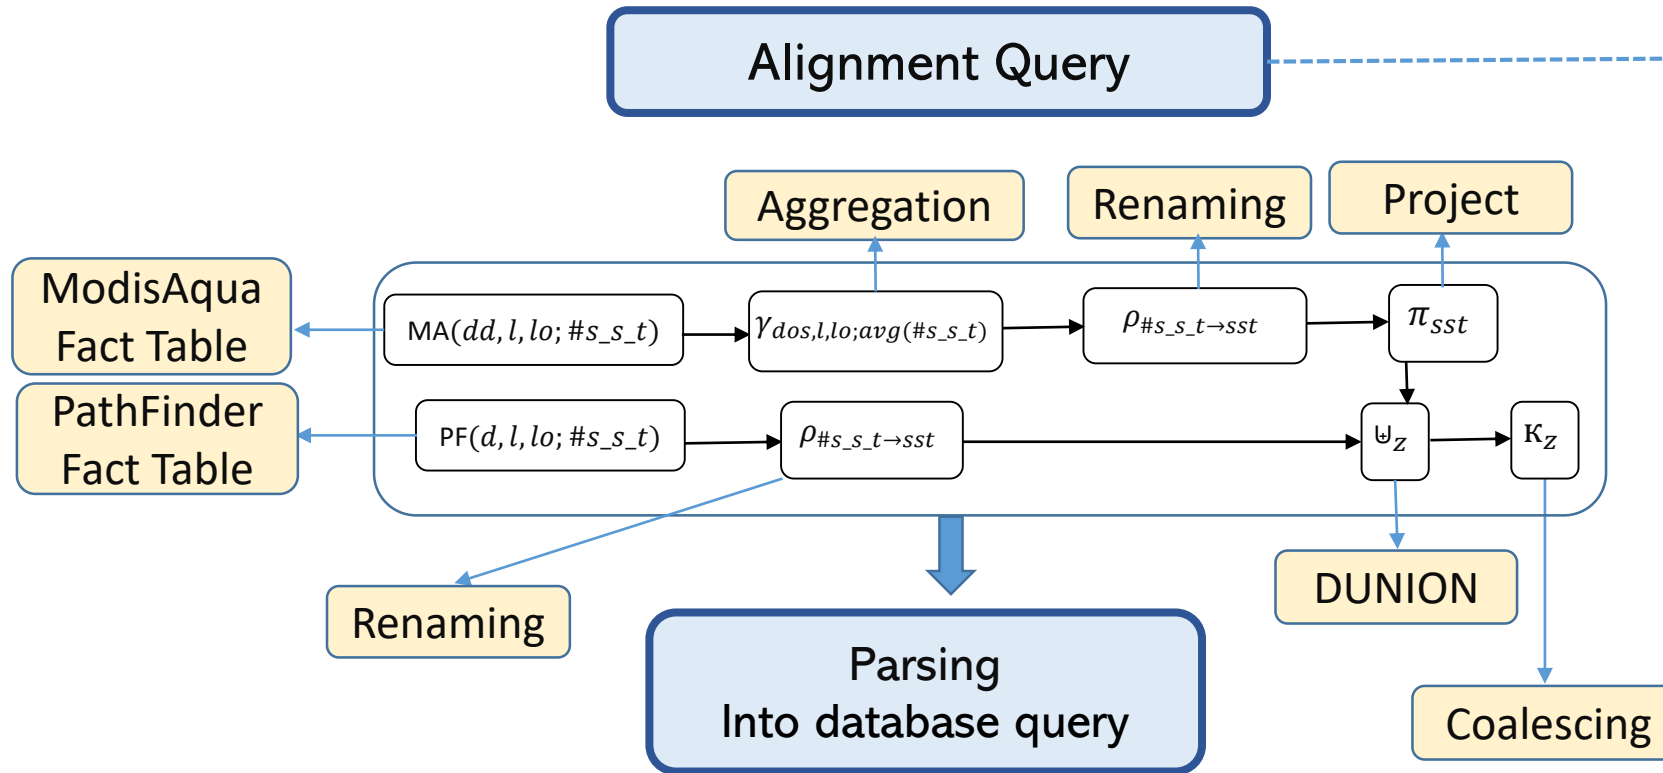 Alignment Query
Aggregation
Renaming
Project
ModisAqua
Fact Table
MA(dd, l, lo; #s_s_t)
γdos,l,lo;avg(#s_s_t)
ρ#s_s_t→sst
πsst
PathFinder
Fact Table
PF(d, l, lo; #s_s_t)
ρ#s_s_t→sst
⊎z
κz
Renaming
DUNION
Parsing
Into database query
Coalescing